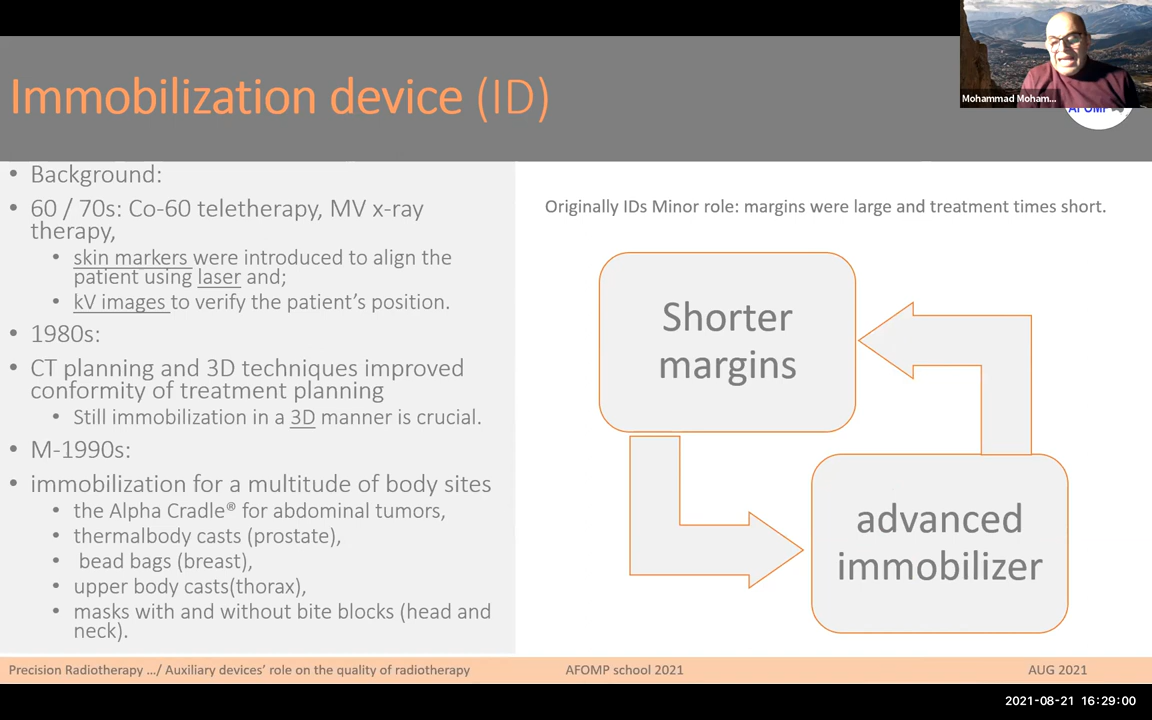 Mohammad Moham...
AFOMP
Immobilization device (ID)
• Background:
• 60 / 70s: Co-60 teletherapy, MV x-ray
therapy,
• skin markers were introduced to align the
patient using laser and;
• kV images to verify the patient’s position.
• 1980s:
• CT planning and 3D techniques improved
conformity of treatment planning
• Still immobilization in a 3D manner is crucial.
• M-1990s:
• immobilization for a multitude of body sites
• the Alpha Cradle® for abdominal tumors,
• thermalbody casts (prostate),
• bead bags (breast),
• upper body casts(thorax),
• masks with and without bite blocks (head and
neck).
Originally IDs Minor role: margins were large and treatment times short.
Shorter
margins
advanced
immobilizer
Precision Radiotherapy .../ Auxiliary devices’ role on the quality of radiotherapy
AFOMP school 2021
AUG 2021
2021-08-21 16:29:00